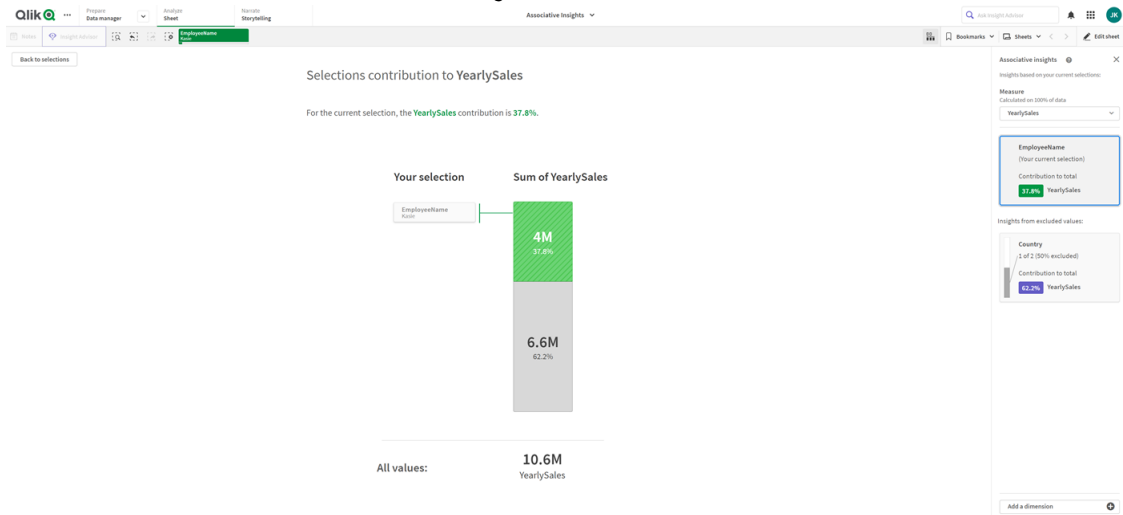 Qlik
Prepare
Data manager
Analyze
Sheet
Narrate
Storytelling
Associative Insights
Ask Insight Advisor
JK
Notes
Insight Advisor
EmployeeName
Kasie
Bookmarks
Sheets
Edit sheet
Back to selections
Selections contribution to YearlySales
For the current selection, the YearlySales contribution is 37.8%.
Your selection
Sum of YearlySales
EmployeeName
Kasie
4M
37.8%
6.6M
62.2%
All values:
10.6M
YearlySales
Associative insights
Insights based on your current selections:
Measure
Calculated on 100% of data
YearlySales
EmployeeName
(Your current selection)
Contribution to total
37.8% YearlySales
Insights from excluded values:
Country
1 of 2 (50% excluded)
Contribution to total
62.2% YearlySales
Add a dimension